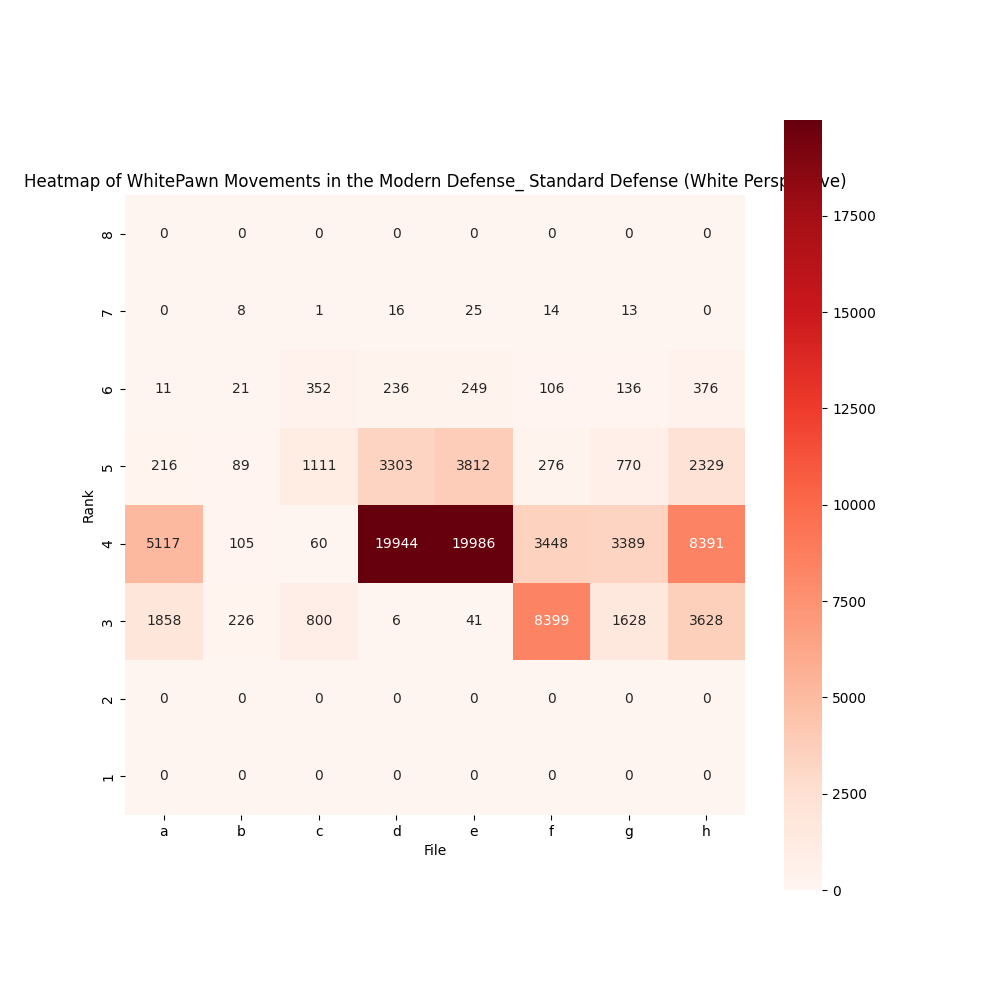 Heatmap of WhitePawn Movements in the Modern Defense_ Standard Defense (White Persp ve)
8 0 0 0 0 0 0 0 0
7 0 8 1 16 25 14 13 0
6 11 21 352 236 249 106 136 376
5 216 89 1111 3303 3812 276 770 2329
4 5117 105 60 19944 19986 3448 3389 8391
3 1858 226 800 6 41 8399 1628 3628
2 0 0 0 0 0 0 0 0
1 0 0 0 0 0 0 0 0
a b c d e f g h
File
Rank
17500
15000
12500
10000
7500
5000
2500
0